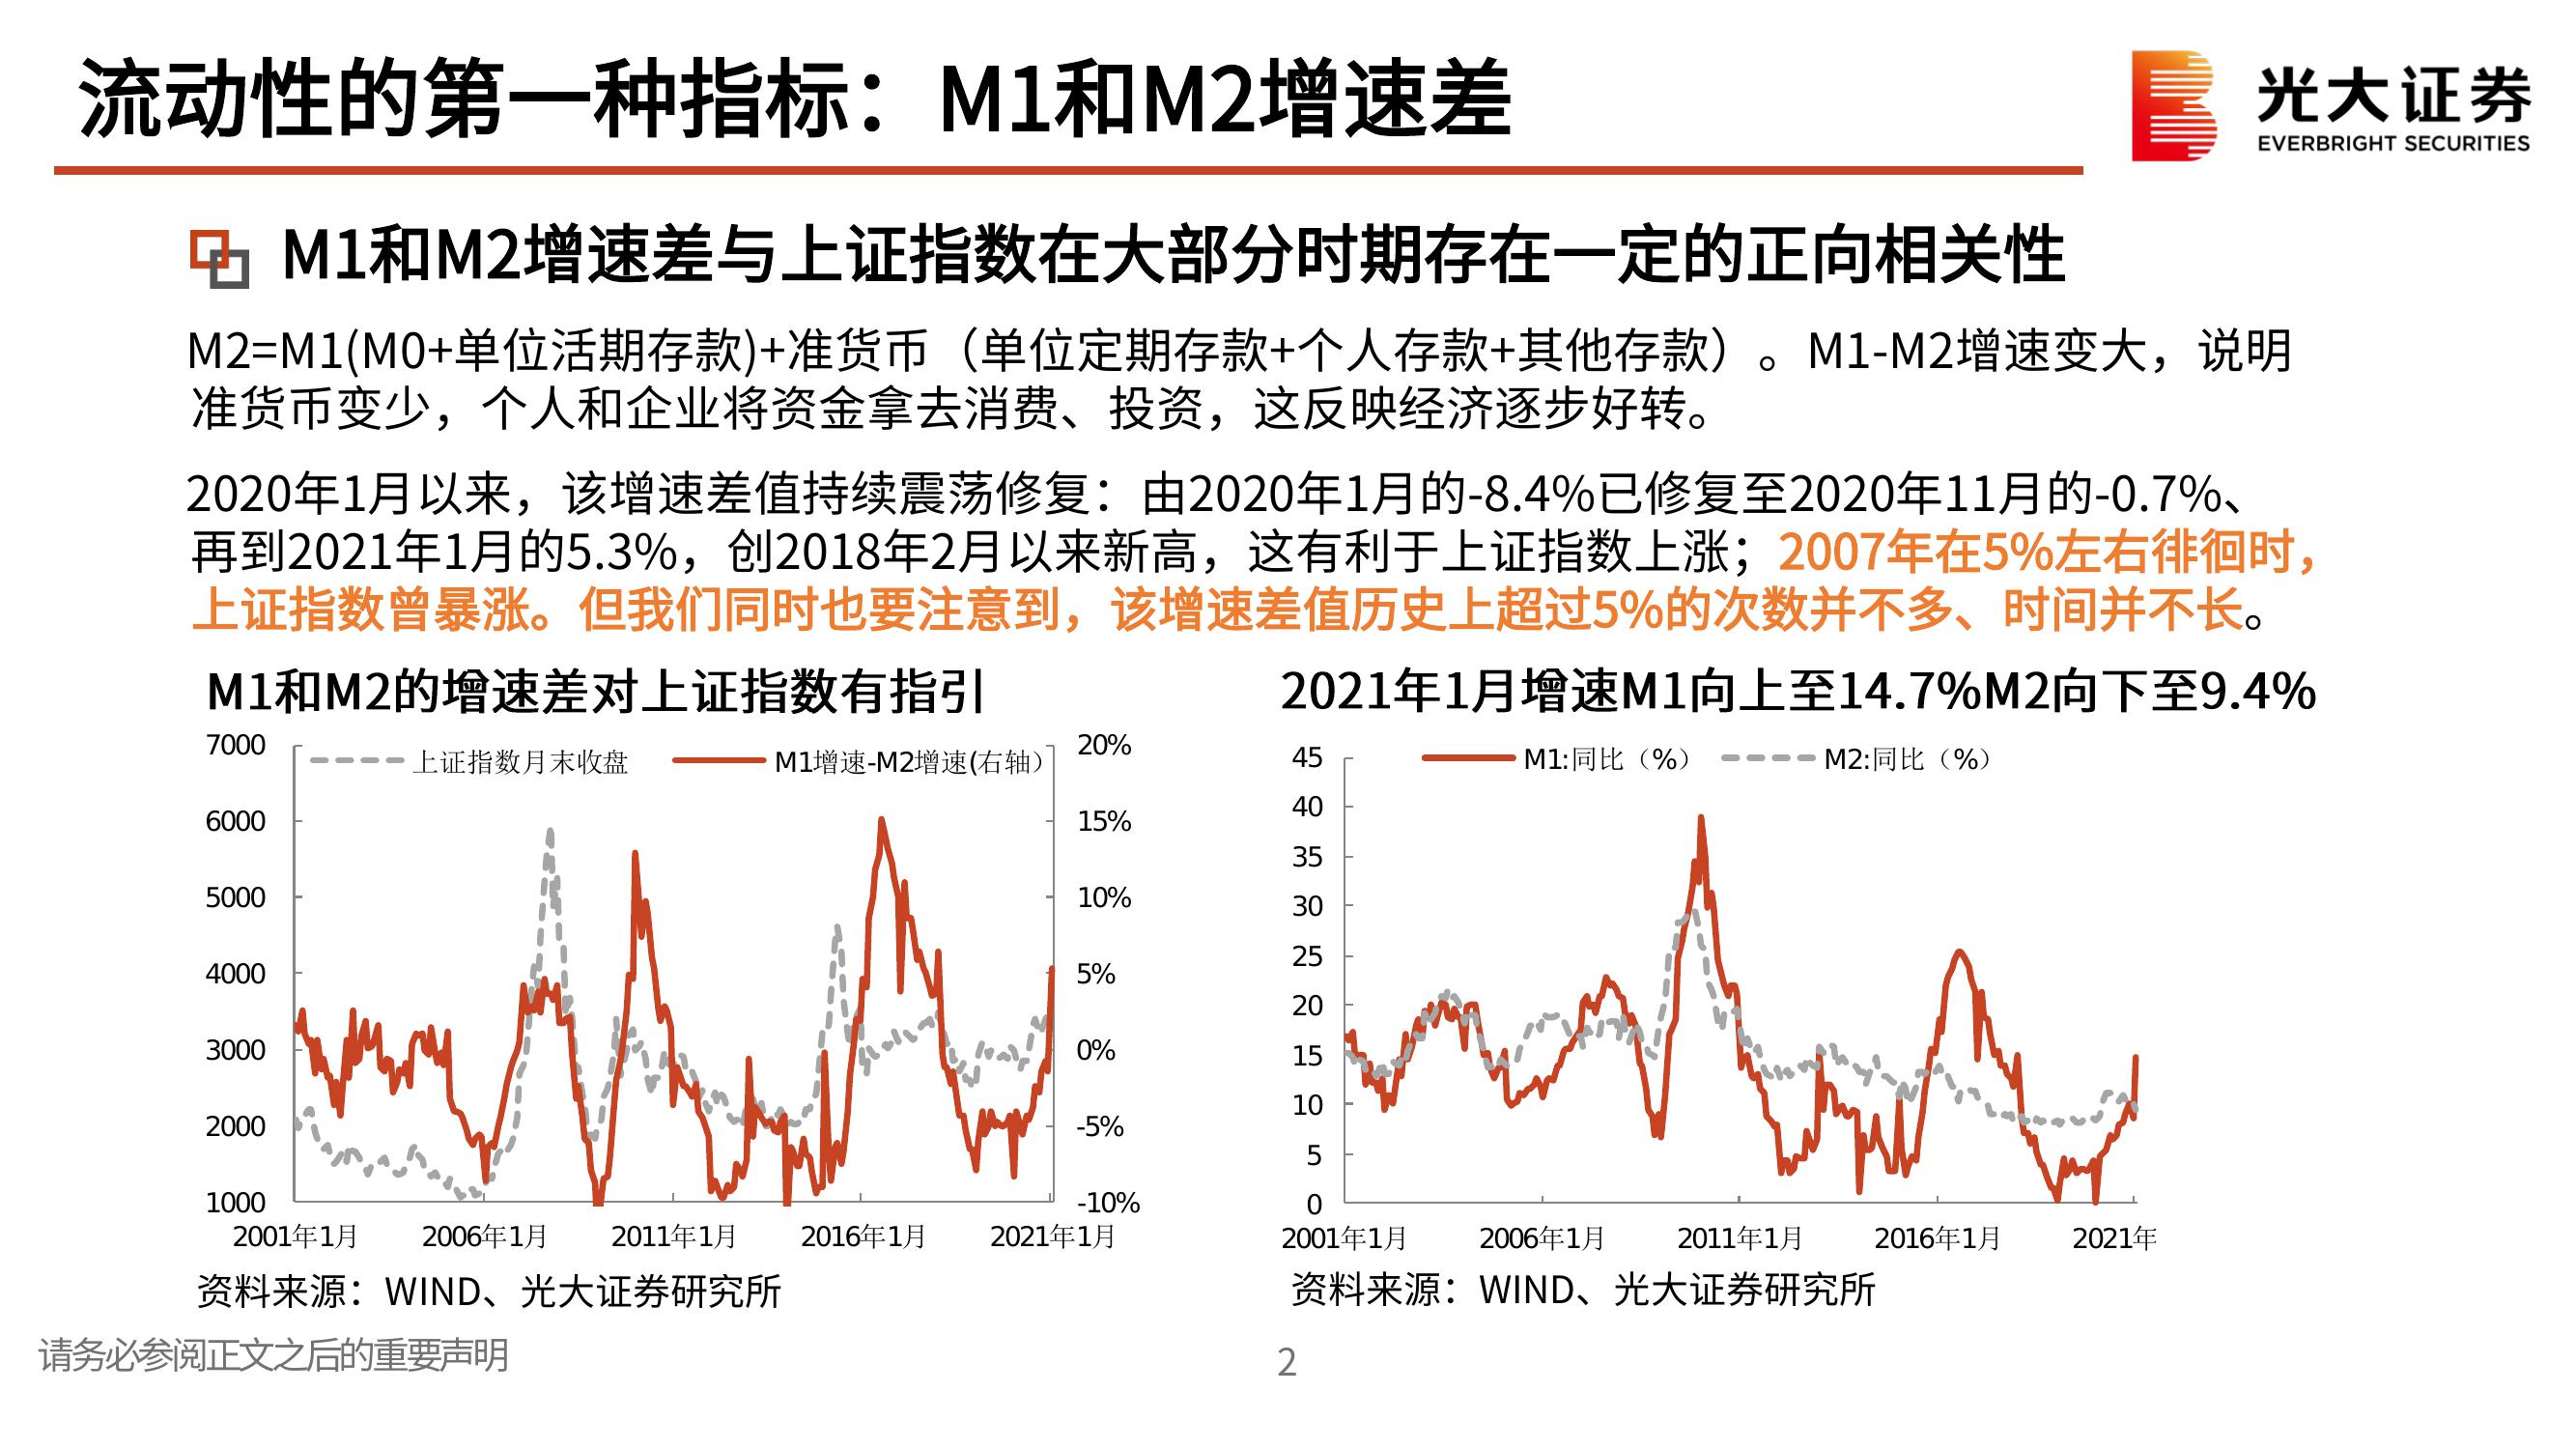 流动性的第一种指标：M1和M2增速差
光大证券
EVERBRIGHT SECURITIES
M1和M2增速差与上证指数在大部分时期存在一定的正向相关性
M2=M1(M0+单位活期存款)+准货币（单位定期存款+个人存款+其他存款）。M1-M2增速变大，说明
准货币变少，个人和企业将资金拿去消费、投资，这反映经济逐步好转。
2020年1月以来，该增速差值持续震荡修复：由2020年1月的-8.4%已修复至2020年11月的-0.7%、
再到2021年1月的5.3%，创2018年2月以来新高，这有利于上证指数上涨；2007年在5%左右徘徊时，
上证指数曾暴涨。但我们同时也要注意到，该增速差值历史上超过5%的次数并不多、时间并不长。
M1和M2的增速差对上证指数有指引
7000
6000
5000
4000
3000
2000
1000
上证指数月末收盘
M1增速-M2增速(右轴）
20%
15%
10%
5%
0%
-5%
-10%
2001年1月
2006年1月
2011年1月
2016年1月
2021年1月
资料来源：WIND、光大证券研究所
2021年1月增速M1向上至14.7%M2向下至9.4%
45
40
35
30
25
20
15
10
5
0
M1:同比（%）
M2:同比（%）
2001年1月
2006年1月
2011年1月
2016年1月
2021年
资料来源：WIND、光大证券研究所
请务必参阅正文之后的重要声明
2